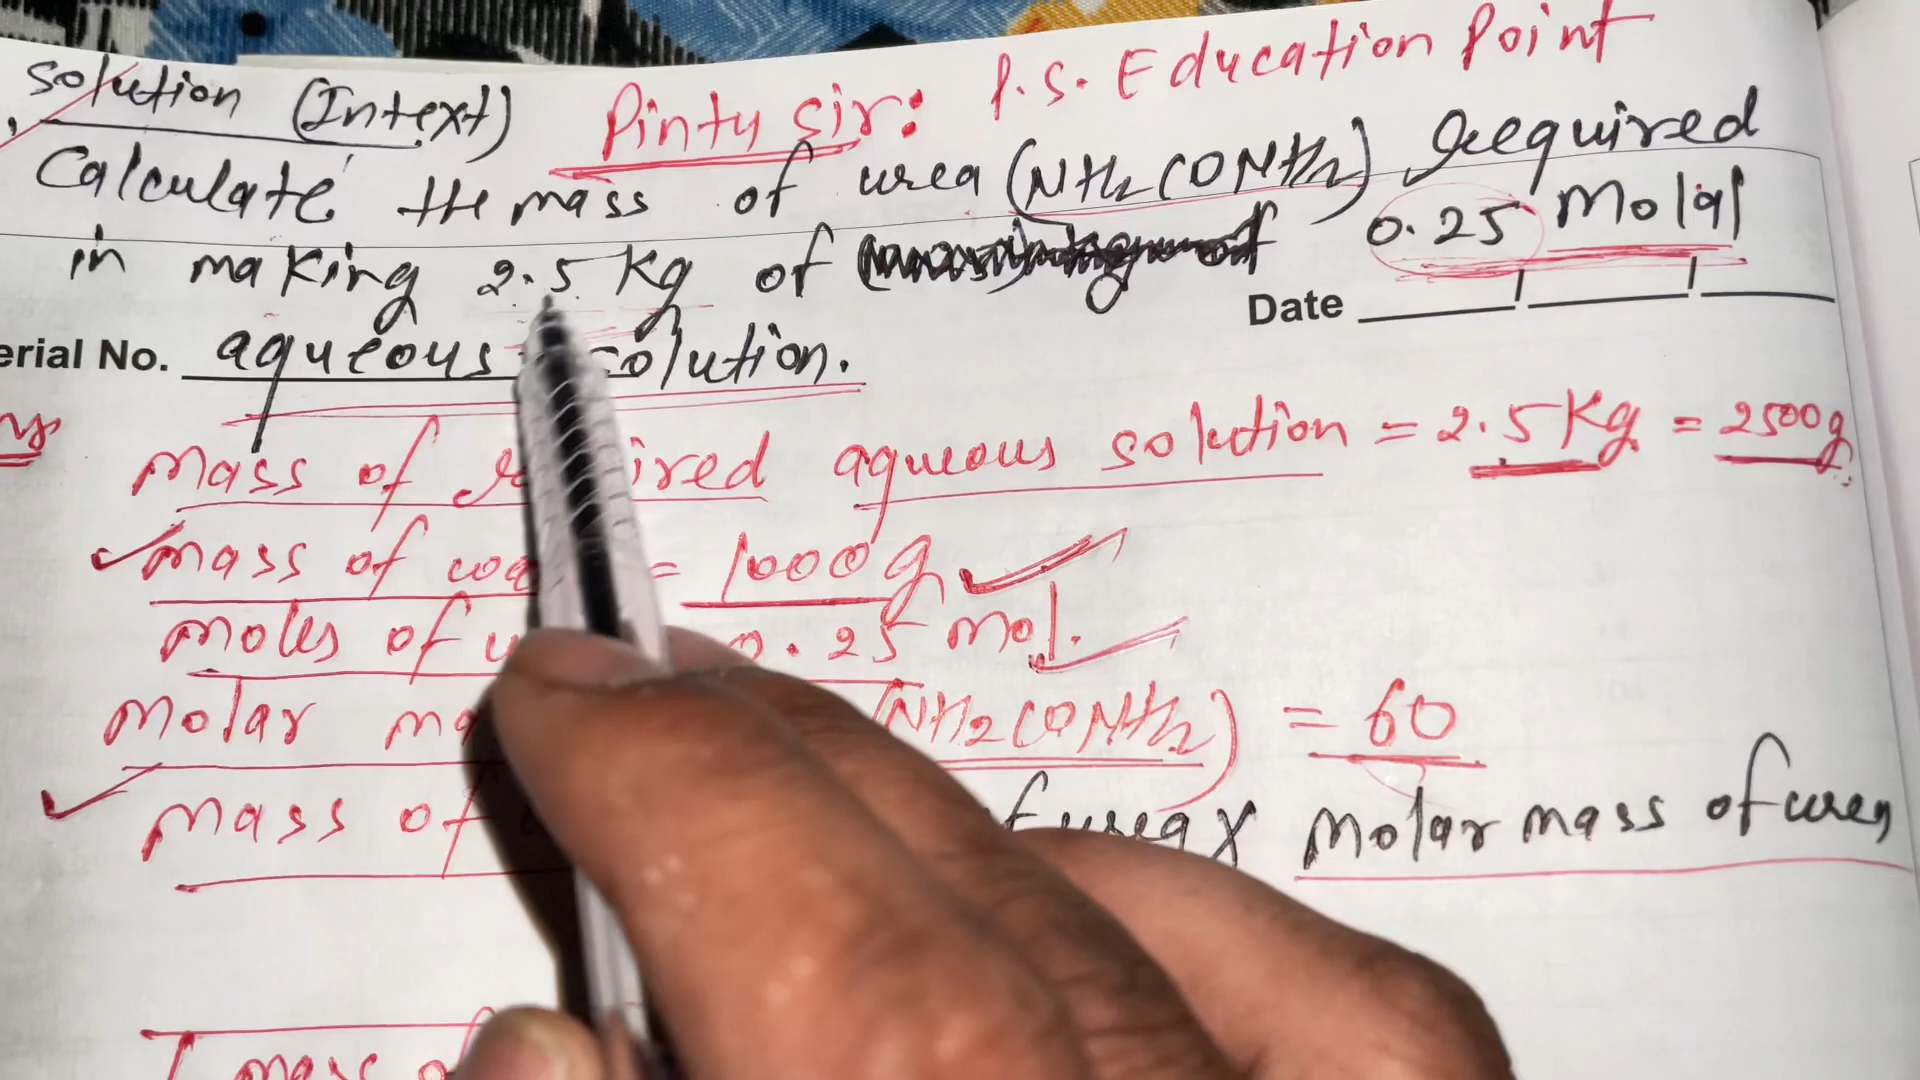 solution (Intext) Pinty sir: P.S. Education Point
Calculate the mass of urea (NH2CONH2) required
in making 2.5 Kg of 0.25 Molal
Date
erial No. aqueous solution.
Mass of aqueous solution = 2.5 Kg = 2500g
Mass of = 1000g
Moles of 0.25 mol.
Molar (NH2CONH2) = 60
Mass of urea X Molar mass of urea
mass